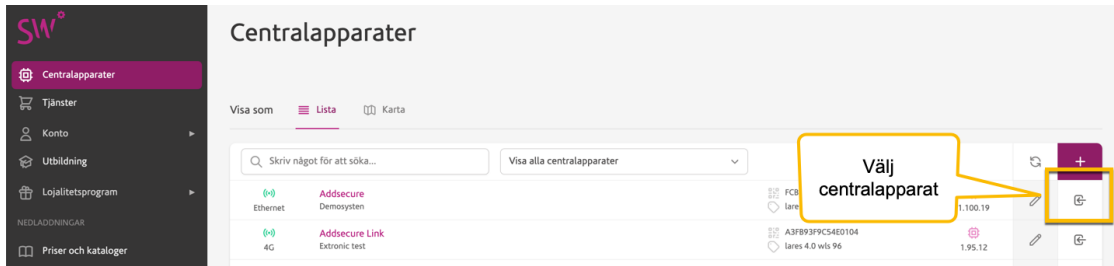 SW°
Centralapparater
Centralapparater
Tjänster
Konto
Utbildning
Lojalitetsprogram
NEDLADDNINGAR
Priser och kataloger
Visa som Lista Karta
Skriv något för att söka...
Visa alla centralapparater
Välj
centralapparat
Ethernet
Addsecure
Demosysten
FCB
lare
1.100.19
4G
Addsecure Link
Extronic test
A3FB93F9C54E0104
lares 4.0 wls 96
1.95.12